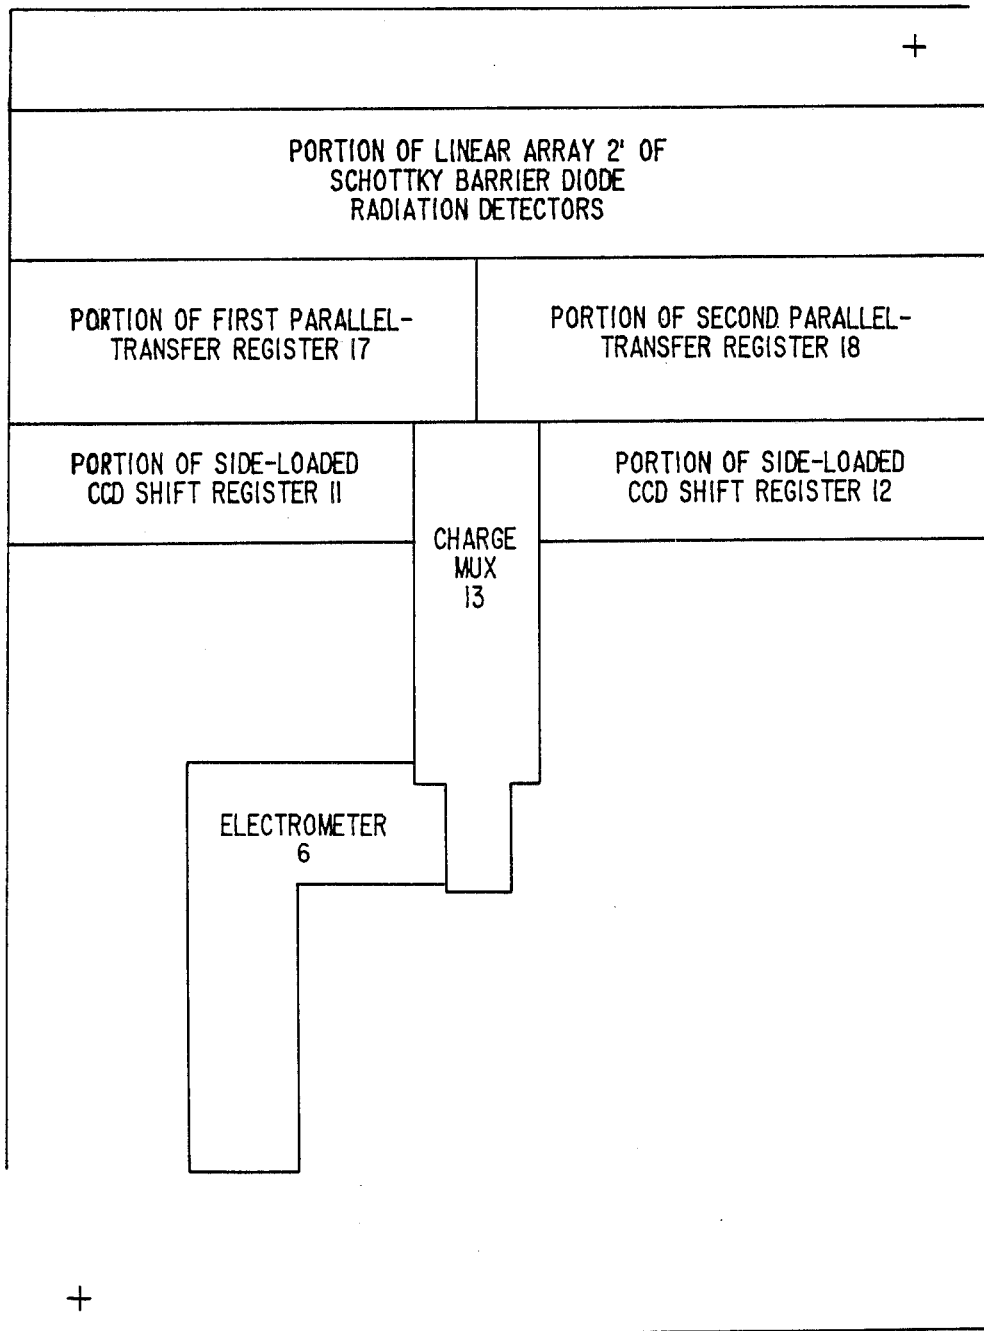 PORTION OF LINEAR ARRAY 2' OF
SCHOTTKY BARRIER DIODE
RADIATION DETECTORS
PORTION OF FIRST PARALLEL-
TRANSFER REGISTER 17
PORTION OF SECOND PARALLEL-
TRANSFER REGISTER 18
PORTION OF SIDE-LOADED
CCD SHIFT REGISTER 11
PORTION OF SIDE-LOADED
CCD SHIFT REGISTER 12
CHARGE
MUX
13
ELECTROMETER
6